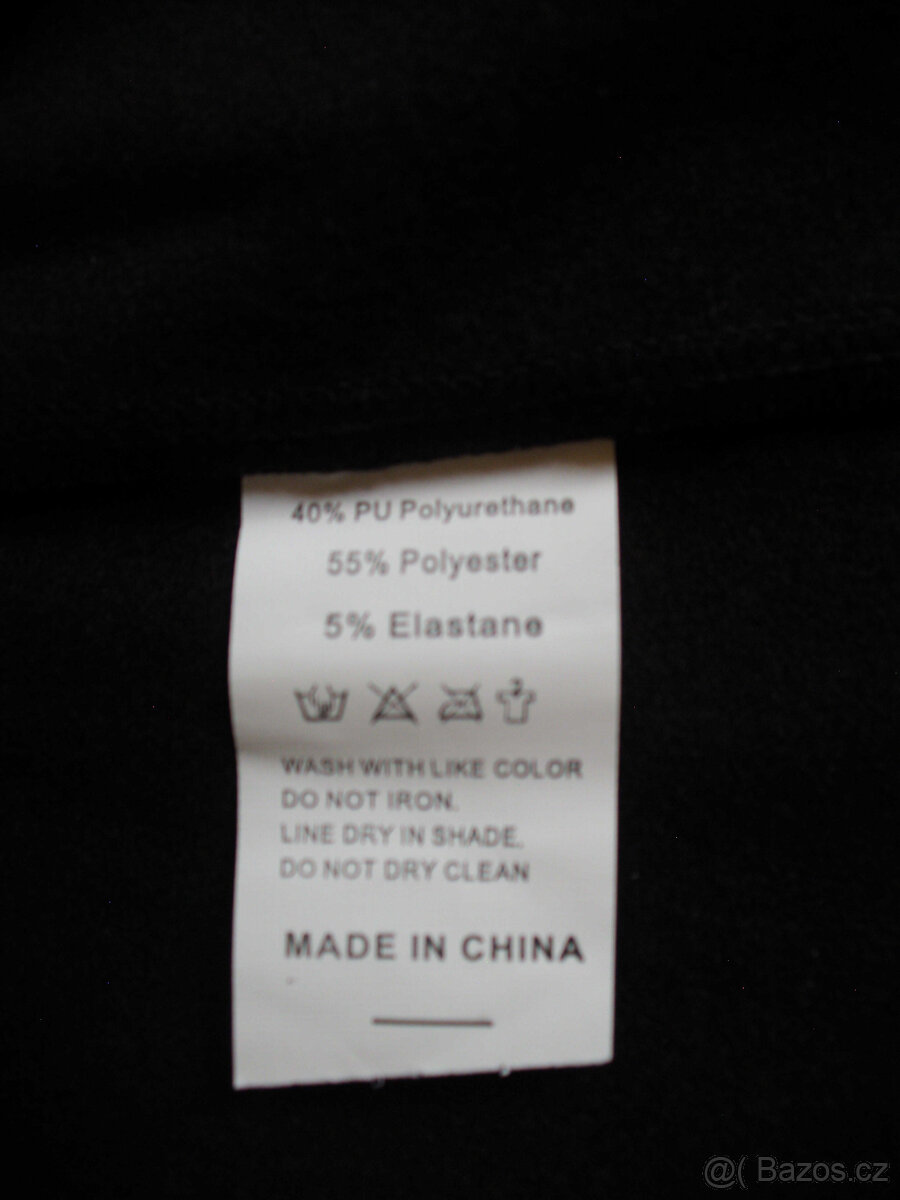 40% PU Polyurethane
55% Polyester
5% Elastane
WASH WITH LIKE COLOR
DO NOT IRON.
LINE DRY IN SHADE.
DO NOT DRY CLEAN
MADE IN CHINA
@( Bazos.cz